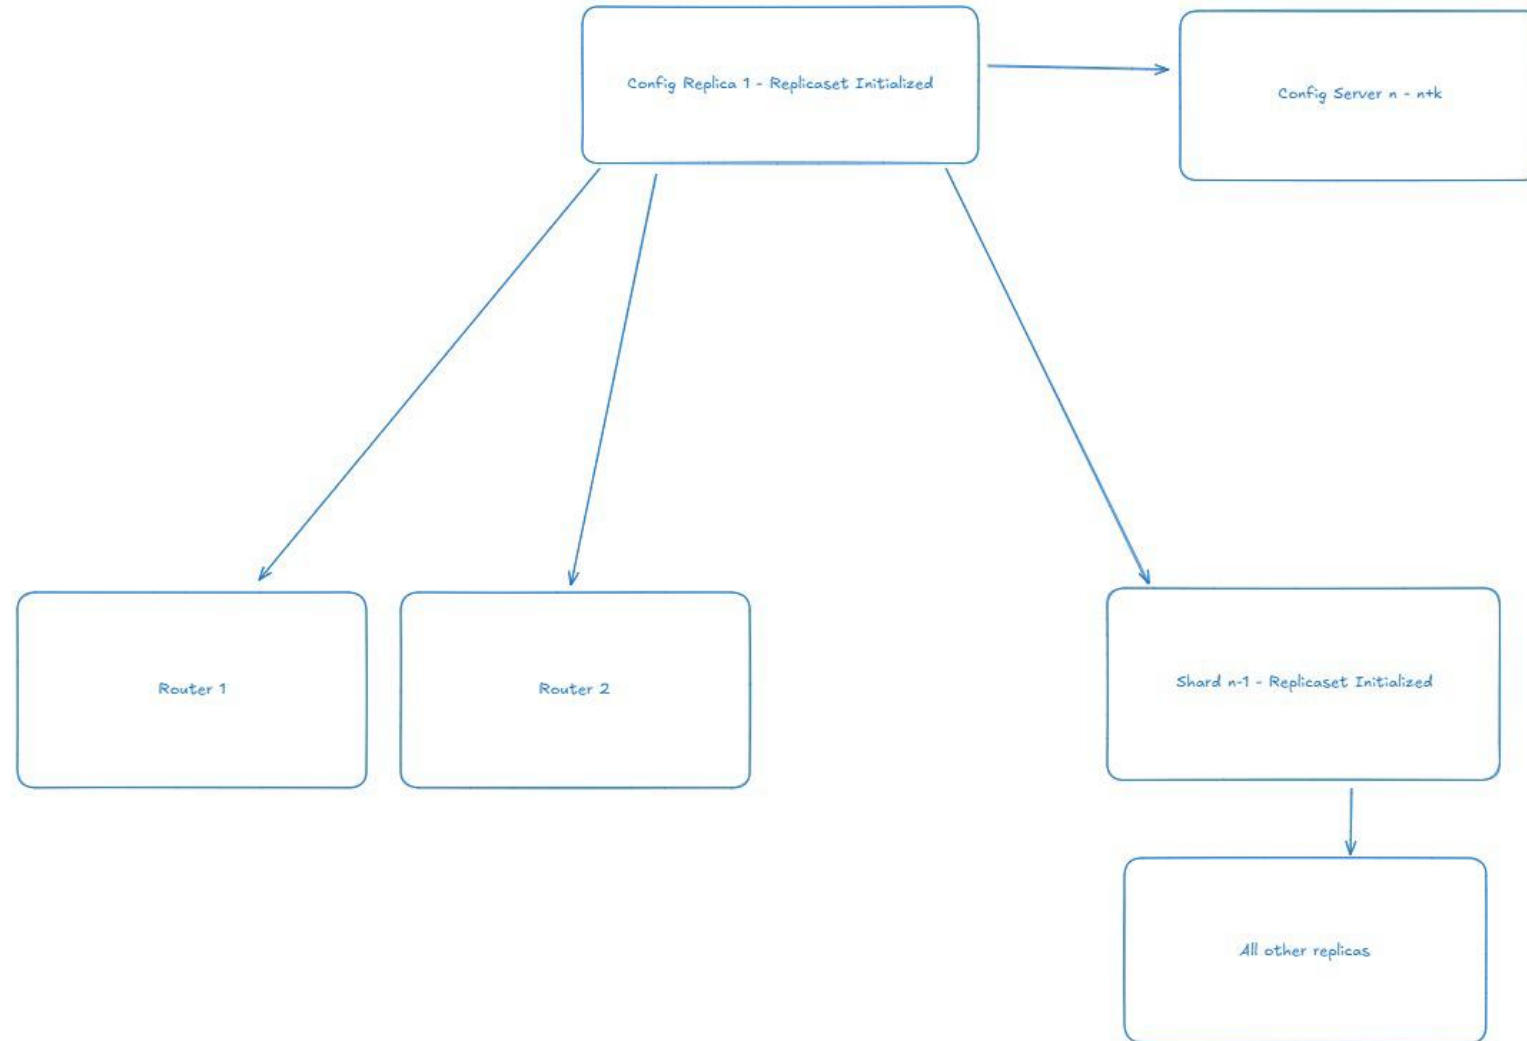 Config Replica 1 - Replicaset Initialized
Config Server n - n+k
Router 1
Router 2
Shard n-1 - Replicaset Initialized
All other replicas